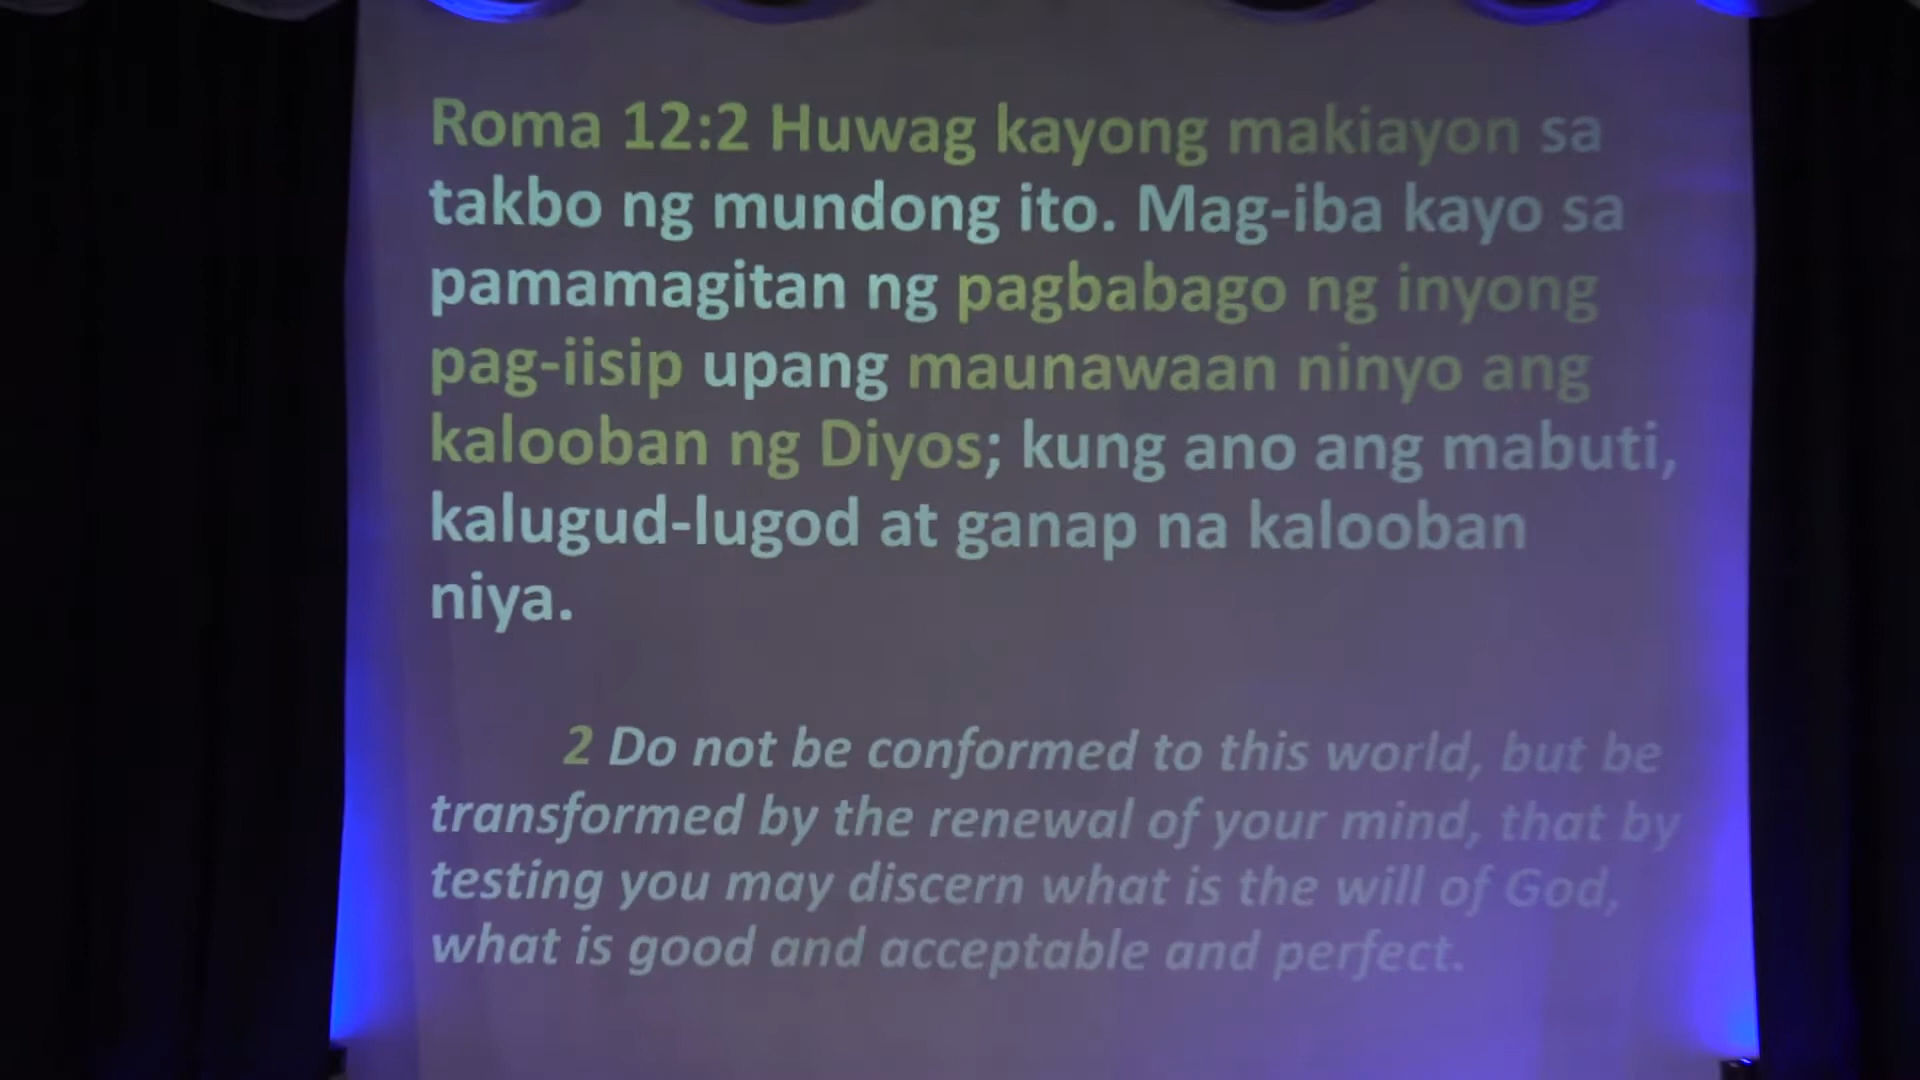 Roma 12:2 Huwag kayong makiayon sa
takbo ng mundong ito. Mag-iba kayo sa
pamamagitan ng pagbabago ng inyong
pag-iisip upang maunawaan ninyo ang
kalooban ng Diyos; kung ano ang mabuti,
kalugud-lugod at ganap na kalooban
niya.
2 Do not be conformed to this world, but be
transformed by the renewal of your mind, that by
testing you may discern what is the will of God,
what is good and acceptable and perfect.